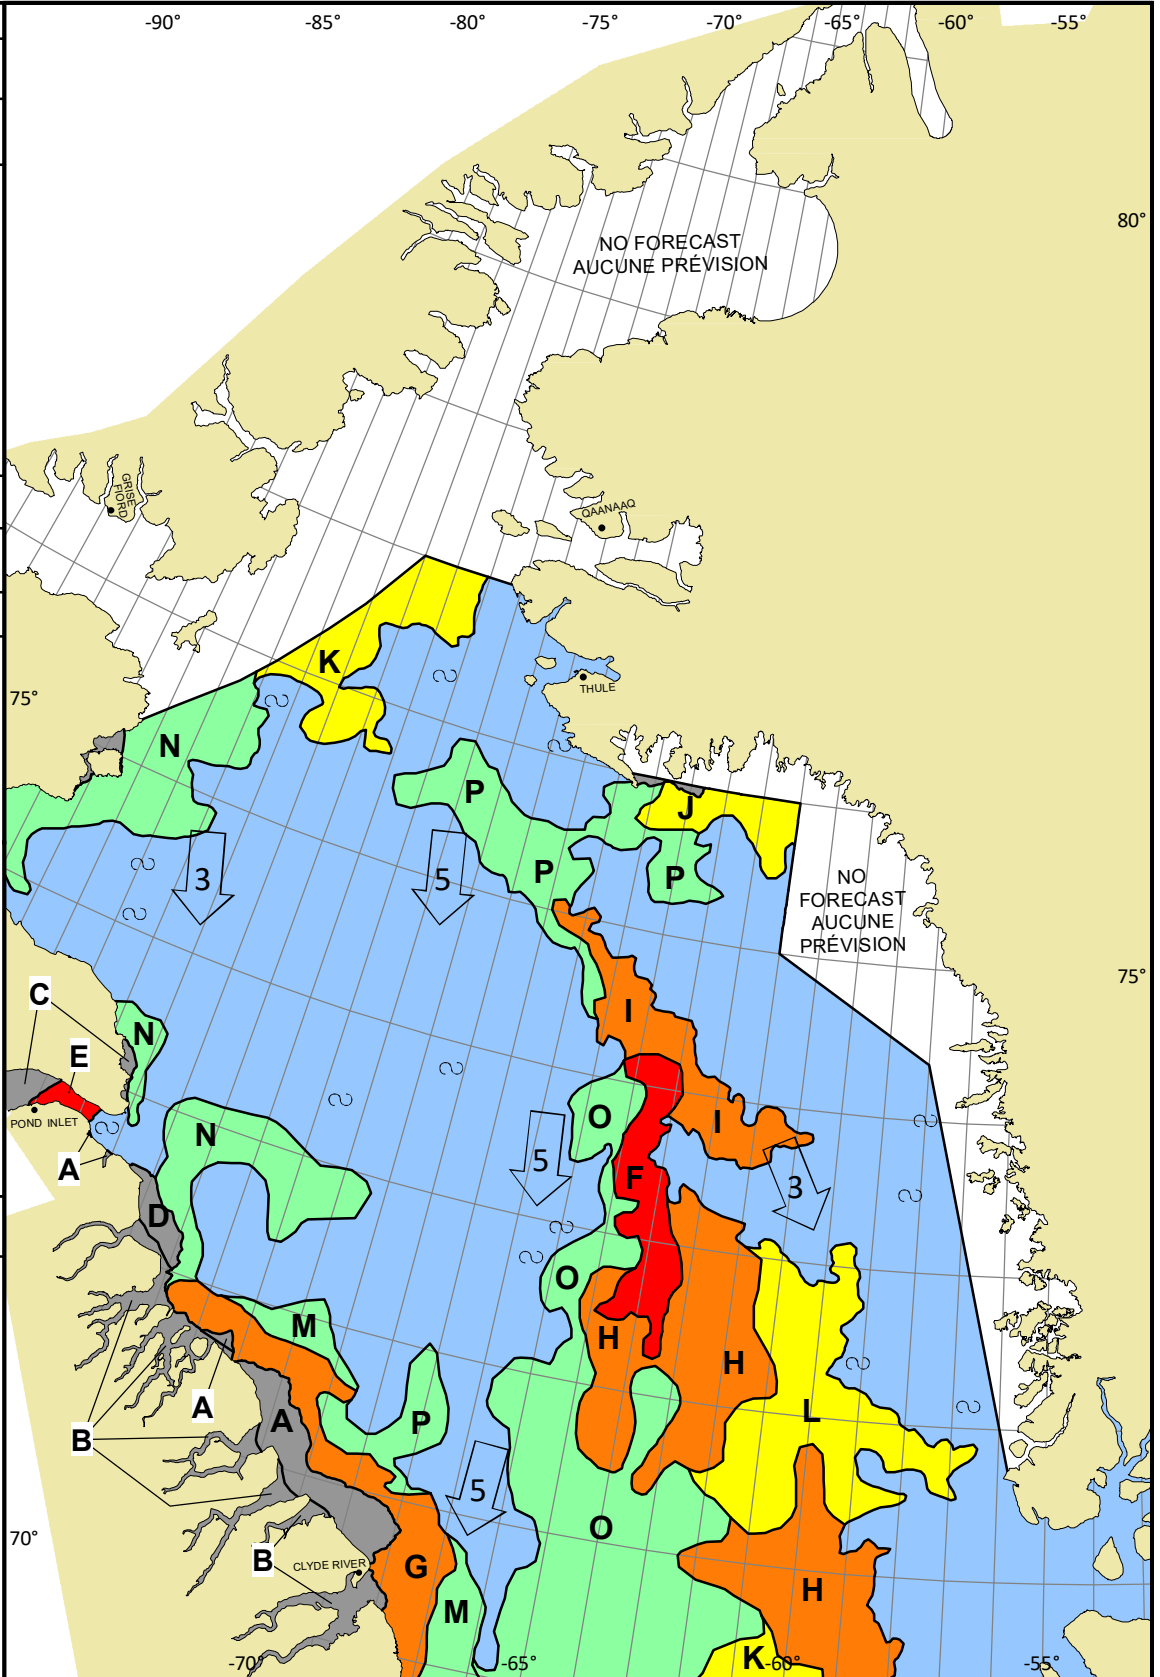 -90° -85° -80° -75° -70° -65° -60° -55°
80°
NO FORECAST
AUCUNE PRÉVISION
GRISE
FIORD
QAANAAQ
K
THULE
75°
N
P
J
3
5
P
P
NO
FORECAST
AUCUNE
PRÉVISION
75°
C
N
I
E
POND INLET
O
I
N
A
5
F
3
D
O
M
H
H
A
L
A
P
B
5
O
70°
B
CLYDE RIVER
G
H
M
K
-70° -65° -60° -55°